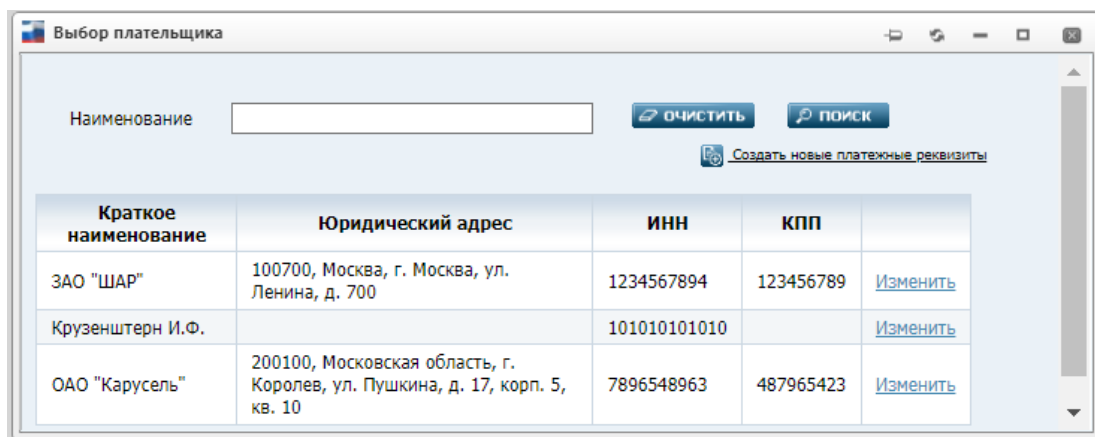 Выбор плательщика
Наименование
ОЧИСТИТЬ
ПОИСК
Создать новые платежные реквизиты
Краткое
наименование
Юридический адрес
ИНН
КПП
ЗАО "ШАР"
100700, Москва, г. Москва, ул.
Ленина, д. 700
1234567894
123456789
Изменить
Крузенштерн И.Ф.
101010101010
Изменить
ОАО "Карусель"
200100, Московская область, г.
Королев, ул. Пушкина, д. 17, корп. 5,
кв. 10
7896548963
487965423
Изменить